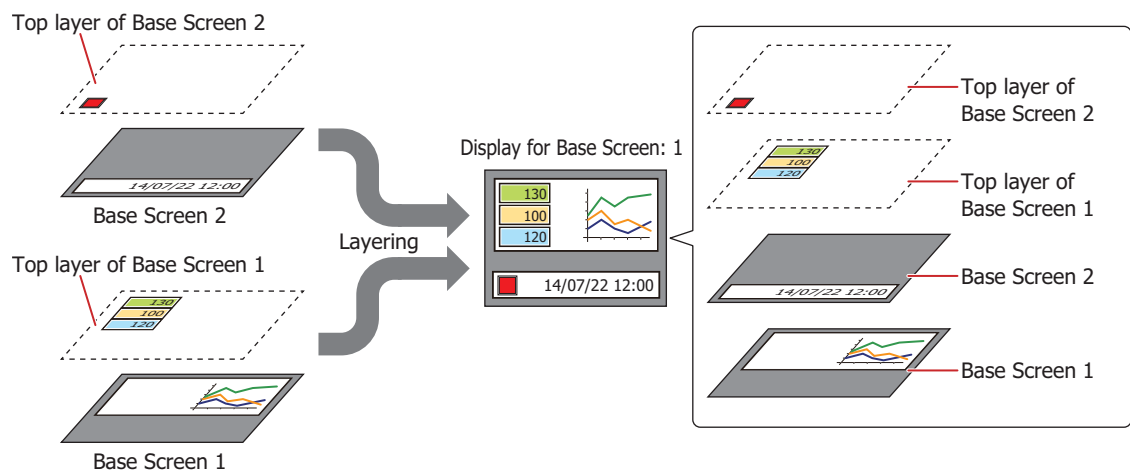 Top layer of Base Screen 2
14/07/22 12:00
Base Screen 2
Top layer of Base Screen 1
130
100
120
Base Screen 1
Layering
Display for Base Screen: 1
130
100
120
14/07/22 12:00
Top layer of
Base Screen 2
130
100
120
Top layer of
Base Screen 1
14/07/22 12:00
Base Screen 2
Base Screen 1